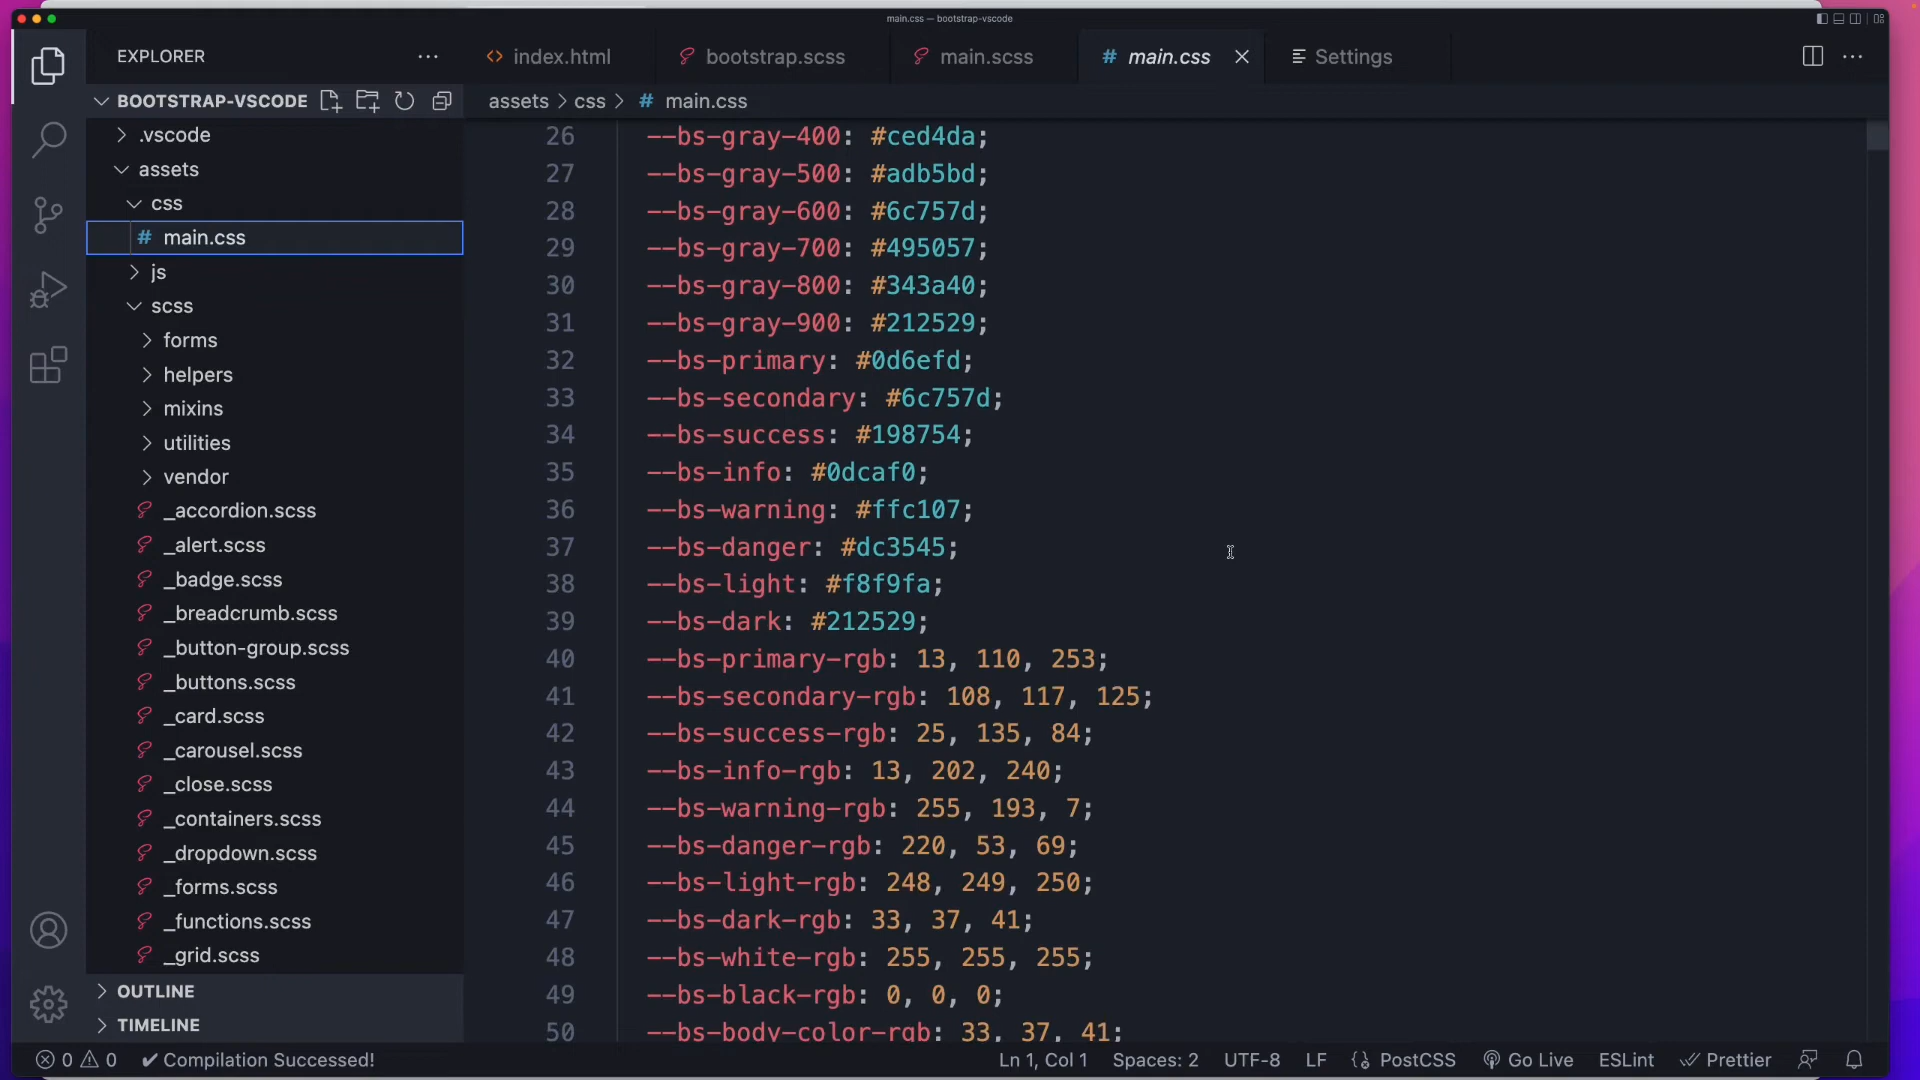 main.css — bootstrap-vscode
EXPLORER
index.html
bootstrap.scss
main.scss
# main.css
Settings
BOOTSTRAP-VSCODE
assets > css > # main.css
.vscode
assets
css
# main.css
js
scss
forms
helpers
mixins
utilities
vendor
_accordion.scss
_alert.scss
_badge.scss
_breadcrumb.scss
_button-group.scss
_buttons.scss
_card.scss
_carousel.scss
_close.scss
_containers.scss
_dropdown.scss
_forms.scss
_functions.scss
_grid.scss
OUTLINE
TIMELINE
26 --bs-gray-400: #ced4da;
27 --bs-gray-500: #adb5bd;
28 --bs-gray-600: #6c757d;
29 --bs-gray-700: #495057;
30 --bs-gray-800: #343a40;
31 --bs-gray-900: #212529;
32 --bs-primary: #0d6efd;
33 --bs-secondary: #6c757d;
34 --bs-success: #198754;
35 --bs-info: #0dcaf0;
36 --bs-warning: #ffc107;
37 --bs-danger: #dc3545;
38 --bs-light: #f8f9fa;
39 --bs-dark: #212529;
40 --bs-primary-rgb: 13, 110, 253;
41 --bs-secondary-rgb: 108, 117, 125;
42 --bs-success-rgb: 25, 135, 84;
43 --bs-info-rgb: 13, 202, 240;
44 --bs-warning-rgb: 255, 193, 7;
45 --bs-danger-rgb: 220, 53, 69;
46 --bs-light-rgb: 248, 249, 250;
47 --bs-dark-rgb: 33, 37, 41;
48 --bs-white-rgb: 255, 255, 255;
49 --bs-black-rgb: 0, 0, 0;
50 --bs-body-color-rgb: 33, 37, 41;
0 0 ✔ Compilation Successed! Ln 1, Col 1 Spaces: 2 UTF-8 LF PostCSS Go Live ESLint Prettier